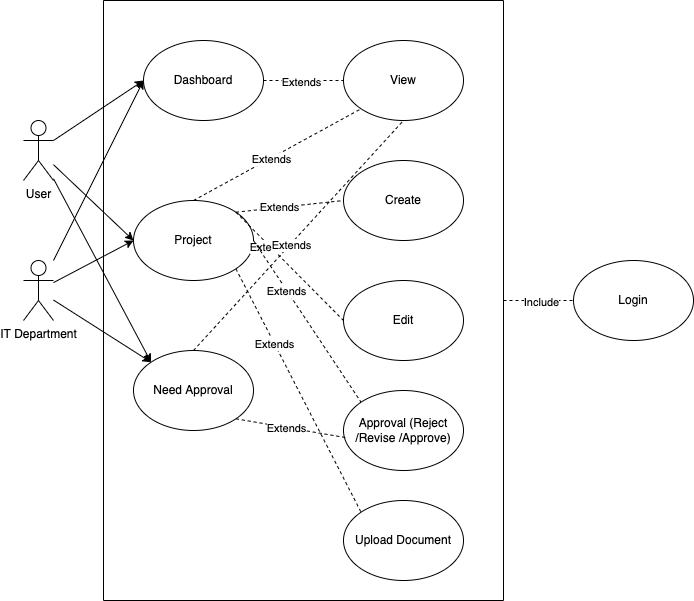 Dashboard
Extends
View
Extends
User
Extends
Create
Project
Exte
Extends
Extends
Include
Login
IT Department
Edit
Extends
Need Approval
Extends
Approval (Reject
/Revise /Approve)
Upload Document